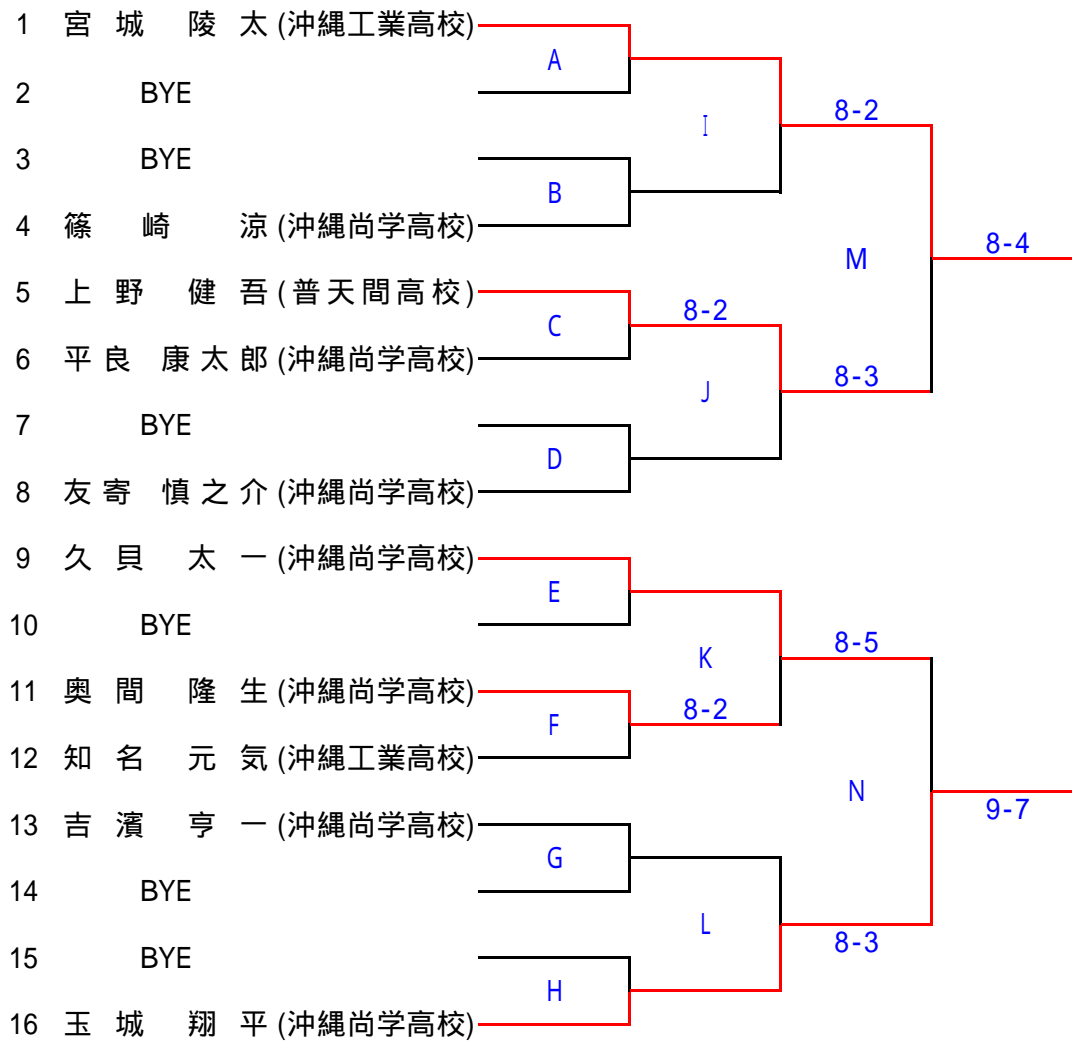 1 宮城 陵太 (沖縄工業高校)
A
2 BYE
8-2
I
3 BYE
B
4 篠崎 涼 (沖縄尚学高校)
M
8-4
5 上野 健吾 (普天間高校)
8-2
C
6 平良 康太郎 (沖縄尚学高校)
8-3
J
7 BYE
D
8 友寄 慎之介 (沖縄尚学高校)
9 久貝 太一 (沖縄尚学高校)
E
10 BYE
8-5
K
11 奥間 隆生 (沖縄尚学高校)
8-2
F
12 知名 元気 (沖縄工業高校)
N
9-7
13 吉濱 亨一 (沖縄尚学高校)
G
14 BYE
L
8-3
15 BYE
H
16 玉城 翔平 (沖縄尚学高校)